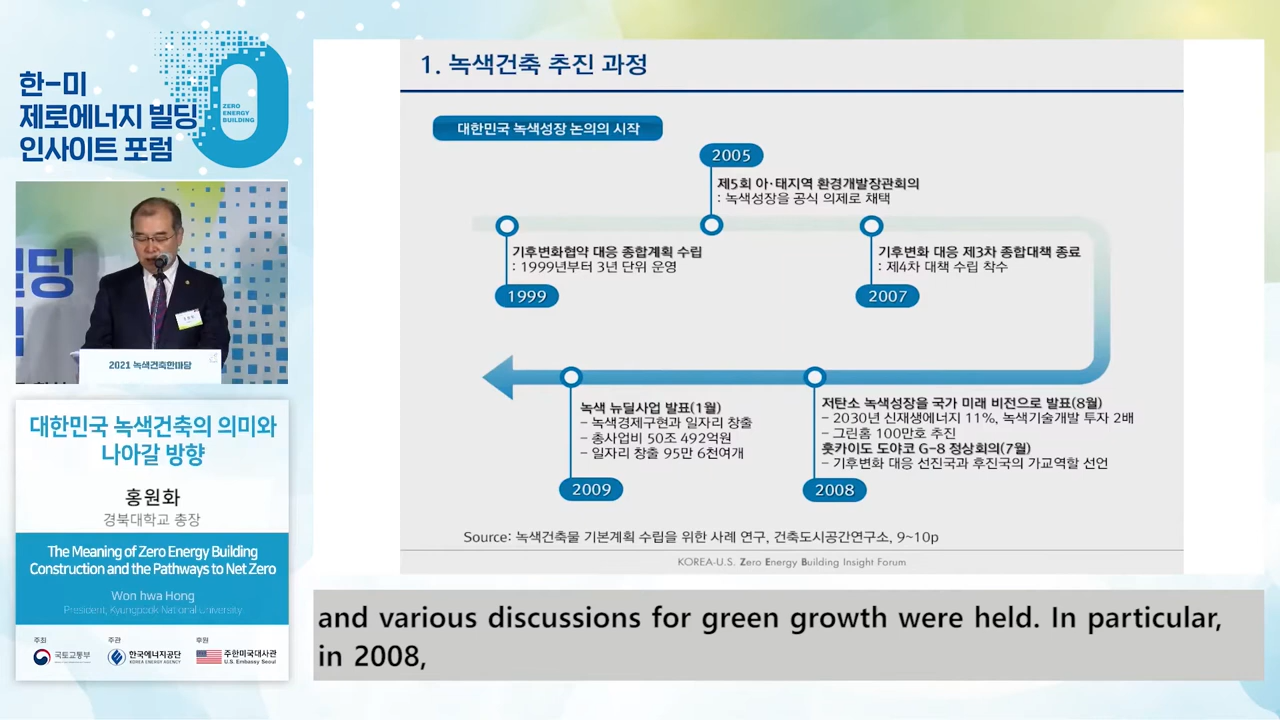 한-미
제로에너지 빌딩
인사이트 포럼
ZERO
ENERGY
BUILDING
2021 녹색건축한마당
대한민국 녹색건축의 의미와
나아갈 방향
홍원화
경북대학교 총장
The Meaning of Zero Energy Building
Construction and the Pathways to Net Zero
Won hwa Hong
President, Kyungpook National University
주최
주관
후원
국토교통부
한국에너지공단
KOREA ENERGY AGENCY
주한미국대사관
U.S. Embassy Seoul
1. 녹색건축 추진 과정
대한민국 녹색성장 논의의 시작
2005
제5회 아·태지역 환경개발장관회의
: 녹색성장을 공식 의제로 채택
기후변화협약 대응 종합계획 수립
: 1999년부터 3년 단위 운영
1999
기후변화 대응 제3차 종합대책 종료
: 제4차 대책 수립 착수
2007
녹색 뉴딜사업 발표(1월)
– 녹색경제구현과 일자리 창출
– 총사업비 50조 492억원
– 일자리 창출 95만 6천여개
2009
저탄소 녹색성장을 국가 미래 비전으로 발표(8월)
– 2030년 신재생에너지 11%, 녹색기술개발 투자 2배
– 그린홈 100만호 추진
홋카이도 도야코 G-8 정상회의(7월)
– 기후변화 대응 선진국과 후진국의 가교역할 선언
2008
Source: 녹색건축물 기본계획 수립을 위한 사례 연구, 건축도시공간연구소, 9~10p
KOREA-U.S. Zero Energy Building Insight Forum
and various discussions for green growth were held. In particular,
in 2008,